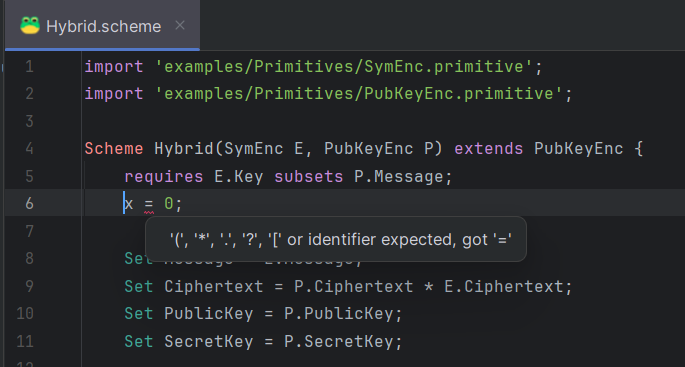 Hybrid.scheme ×
1 import 'examples/Primitives/SymEnc.primitive';
2 import 'examples/Primitives/PubKeyEnc.primitive';
3
4 Scheme Hybrid(SymEnc E, PubKeyEnc P) extends PubKeyEnc {
5 requires E.Key subsets P.Message;
6 x = 0;
7 '(', '*', '.', '?', '[' or identifier expected, got '='
8 Set
9 Set Ciphertext = P.Ciphertext * E.Ciphertext;
10 Set PublicKey = P.PublicKey;
11 Set SecretKey = P.SecretKey;